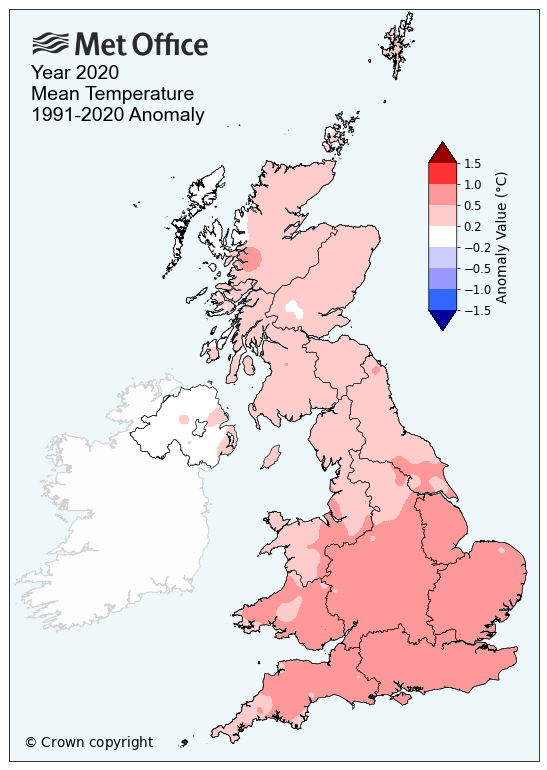 Met Office
Year 2020
Mean Temperature
1991-2020 Anomaly
1.5
1.0
0.5
0.2
−0.2
−0.5
−1.0
−1.5
Anomaly Value (°C)
© Crown copyright